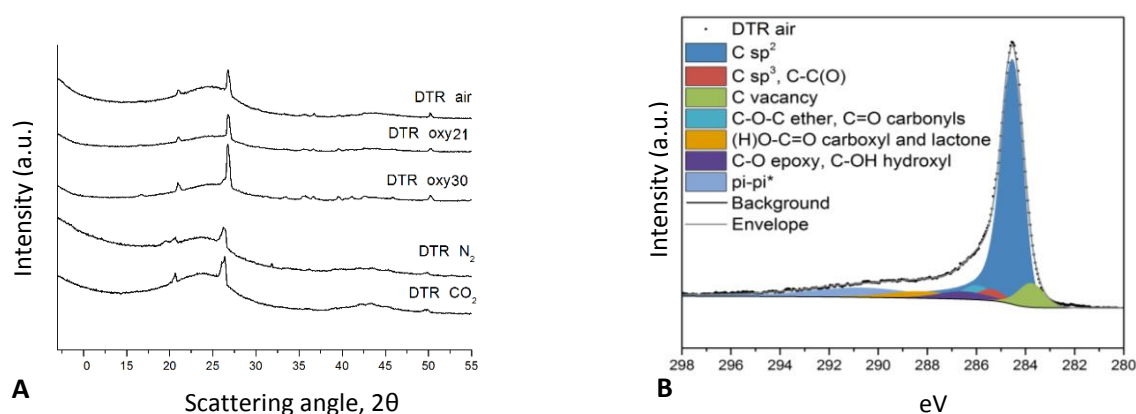 Intensity (a.u.)
DTR air
DTR oxy21
DTR oxy30
DTR N₂
DTR CO₂
0 15 20 25 30 35 40 45 50 55
Scattering angle, 2θ
A
Intensity (a.u.)
DTR air
C sp²
C sp³, C-C(O)
C vacancy
C-O-C ether, C=O carbonyls
(H)O-C=O carboxyl and lactone
C-O epoxy, C-OH hydroxyl
pi-pi*
Background
Envelope
298 296 294 292 290 288 286 284 282 280
eV
B